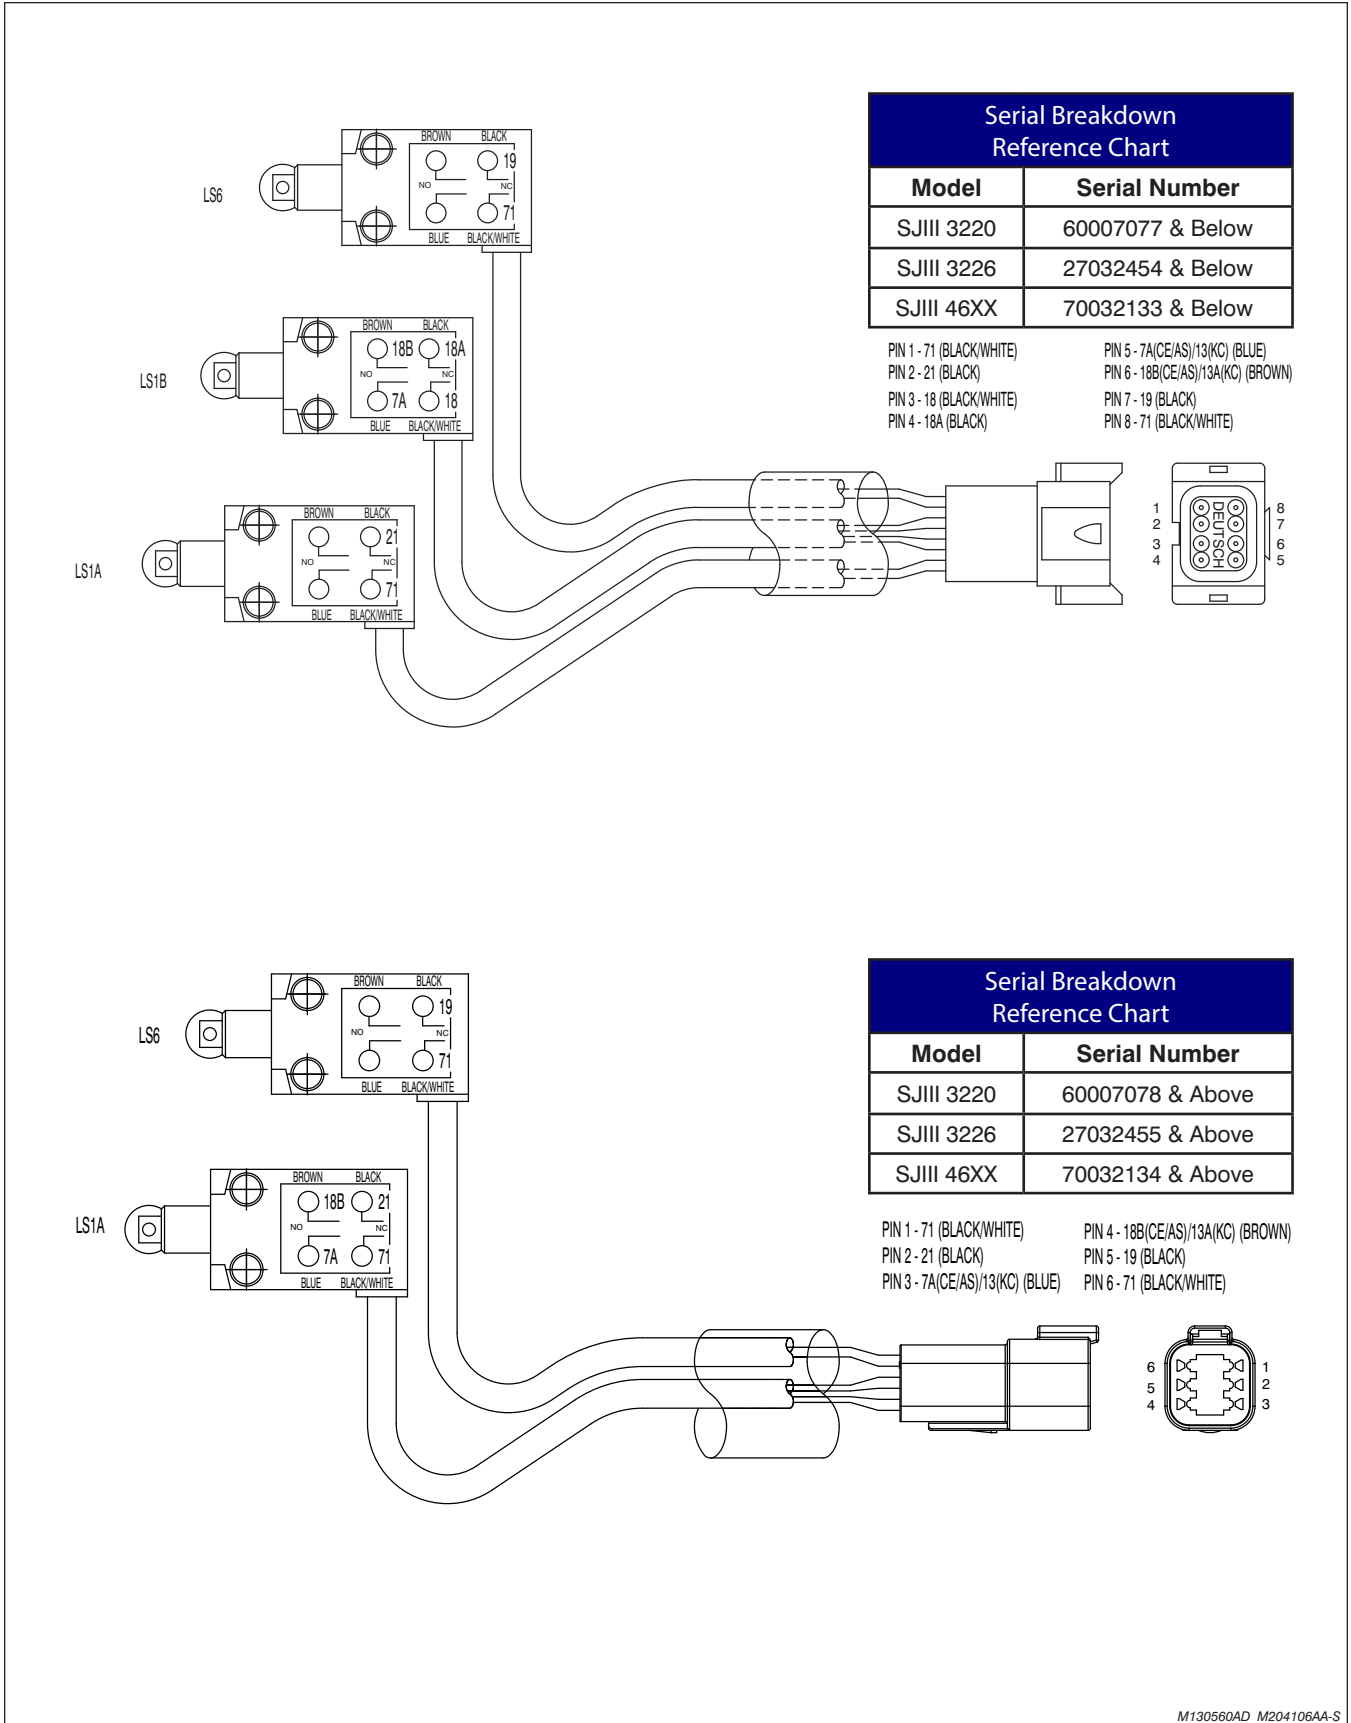 Serial Breakdown
Reference Chart
Model Serial Number
SJIII 3220 60007077 & Below
SJIII 3226 27032454 & Below
SJIII 46XX 70032133 & Below
PIN 1 - 71 (BLACK/WHITE) PIN 5 - 7A(CE/AS)/13(KC) (BLUE)
PIN 2 - 21 (BLACK) PIN 6 - 18B(CE/AS)/13A(KC) (BROWN)
PIN 3 - 18 (BLACK/WHITE) PIN 7 - 19 (BLACK)
PIN 4 - 18A (BLACK) PIN 8 - 71 (BLACK/WHITE)
LS6
BROWN BLACK
19
NO NC
71
BLUE BLACK/WHITE
LS1B
BROWN BLACK
18B 18A
NO NC
7A 18
BLUE BLACK/WHITE
LS1A
BROWN BLACK
21
NO NC
71
BLUE BLACK/WHITE
1 8
2 7
3 6
4 5
DEUTSCH
Serial Breakdown
Reference Chart
Model Serial Number
SJIII 3220 60007078 & Above
SJIII 3226 27032455 & Above
SJIII 46XX 70032134 & Above
PIN 1 - 71 (BLACK/WHITE) PIN 4 - 18B(CE/AS)/13A(KC) (BROWN)
PIN 2 - 21 (BLACK) PIN 5 - 19 (BLACK)
PIN 3 - 7A(CE/AS)/13(KC) (BLUE) PIN 6 - 71 (BLACK/WHITE)
LS6
BROWN BLACK
19
NO NC
71
BLUE BLACK/WHITE
LS1A
BROWN BLACK
18B 21
NO NC
7A 71
BLUE BLACK/WHITE
6 1
5 2
4 3
M130560AD M204106AA-S